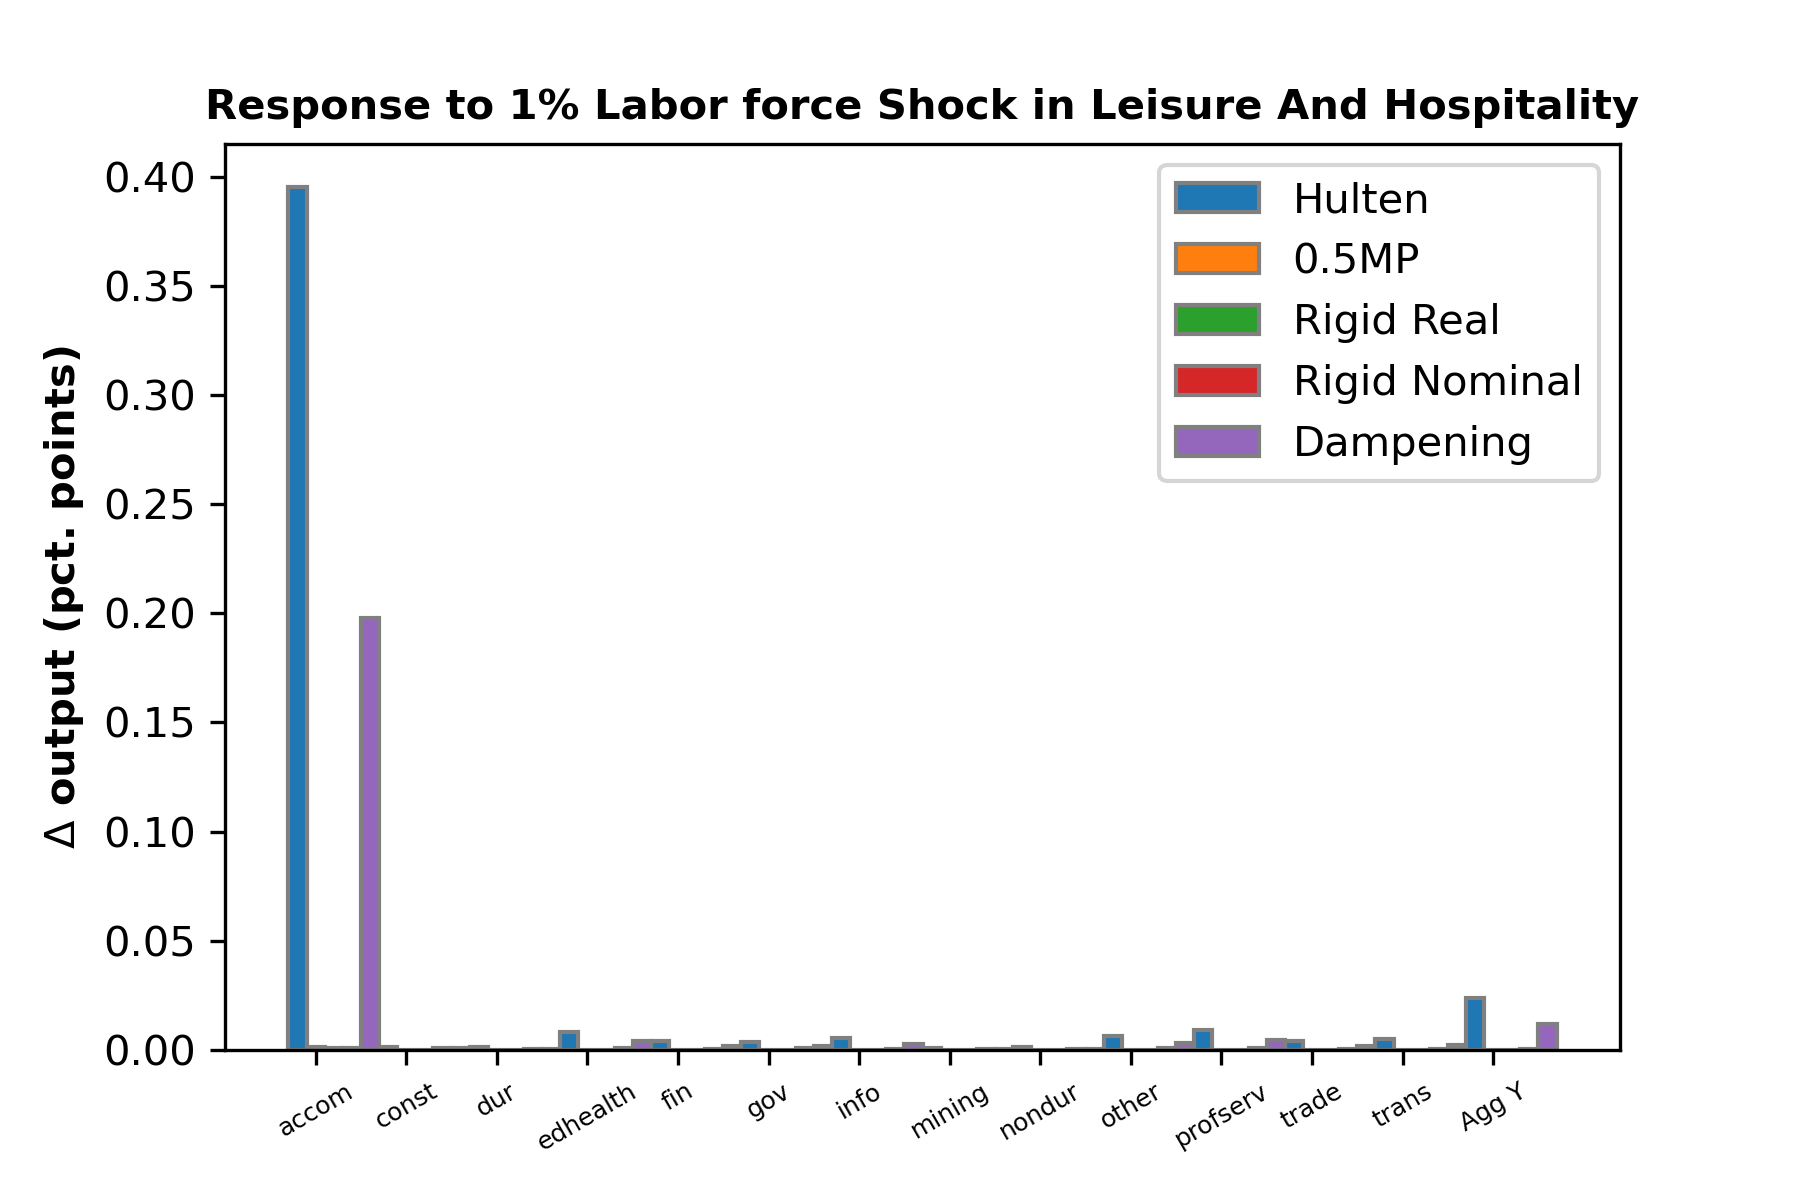 Response to 1% Labor force Shock in Leisure And Hospitality
Δ output (pct. points)
0.40
0.35
0.30
0.25
0.20
0.15
0.10
0.05
0.00
Hulten
0.5MP
Rigid Real
Rigid Nominal
Dampening
accom const dur edhealth fin gov info mining nondur other profserv trade trans Agg Y